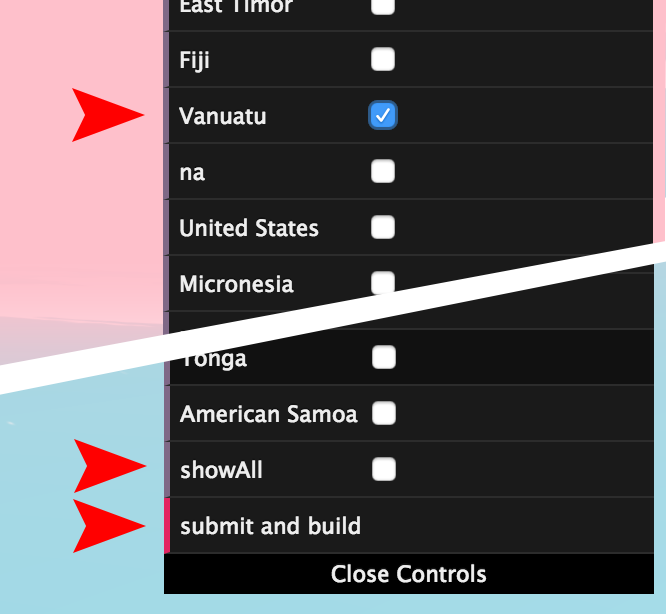 East Timor
Fiji
Vanuatu
na
United States
Micronesia
Tonga
American Samoa
showAll
submit and build
Close Controls